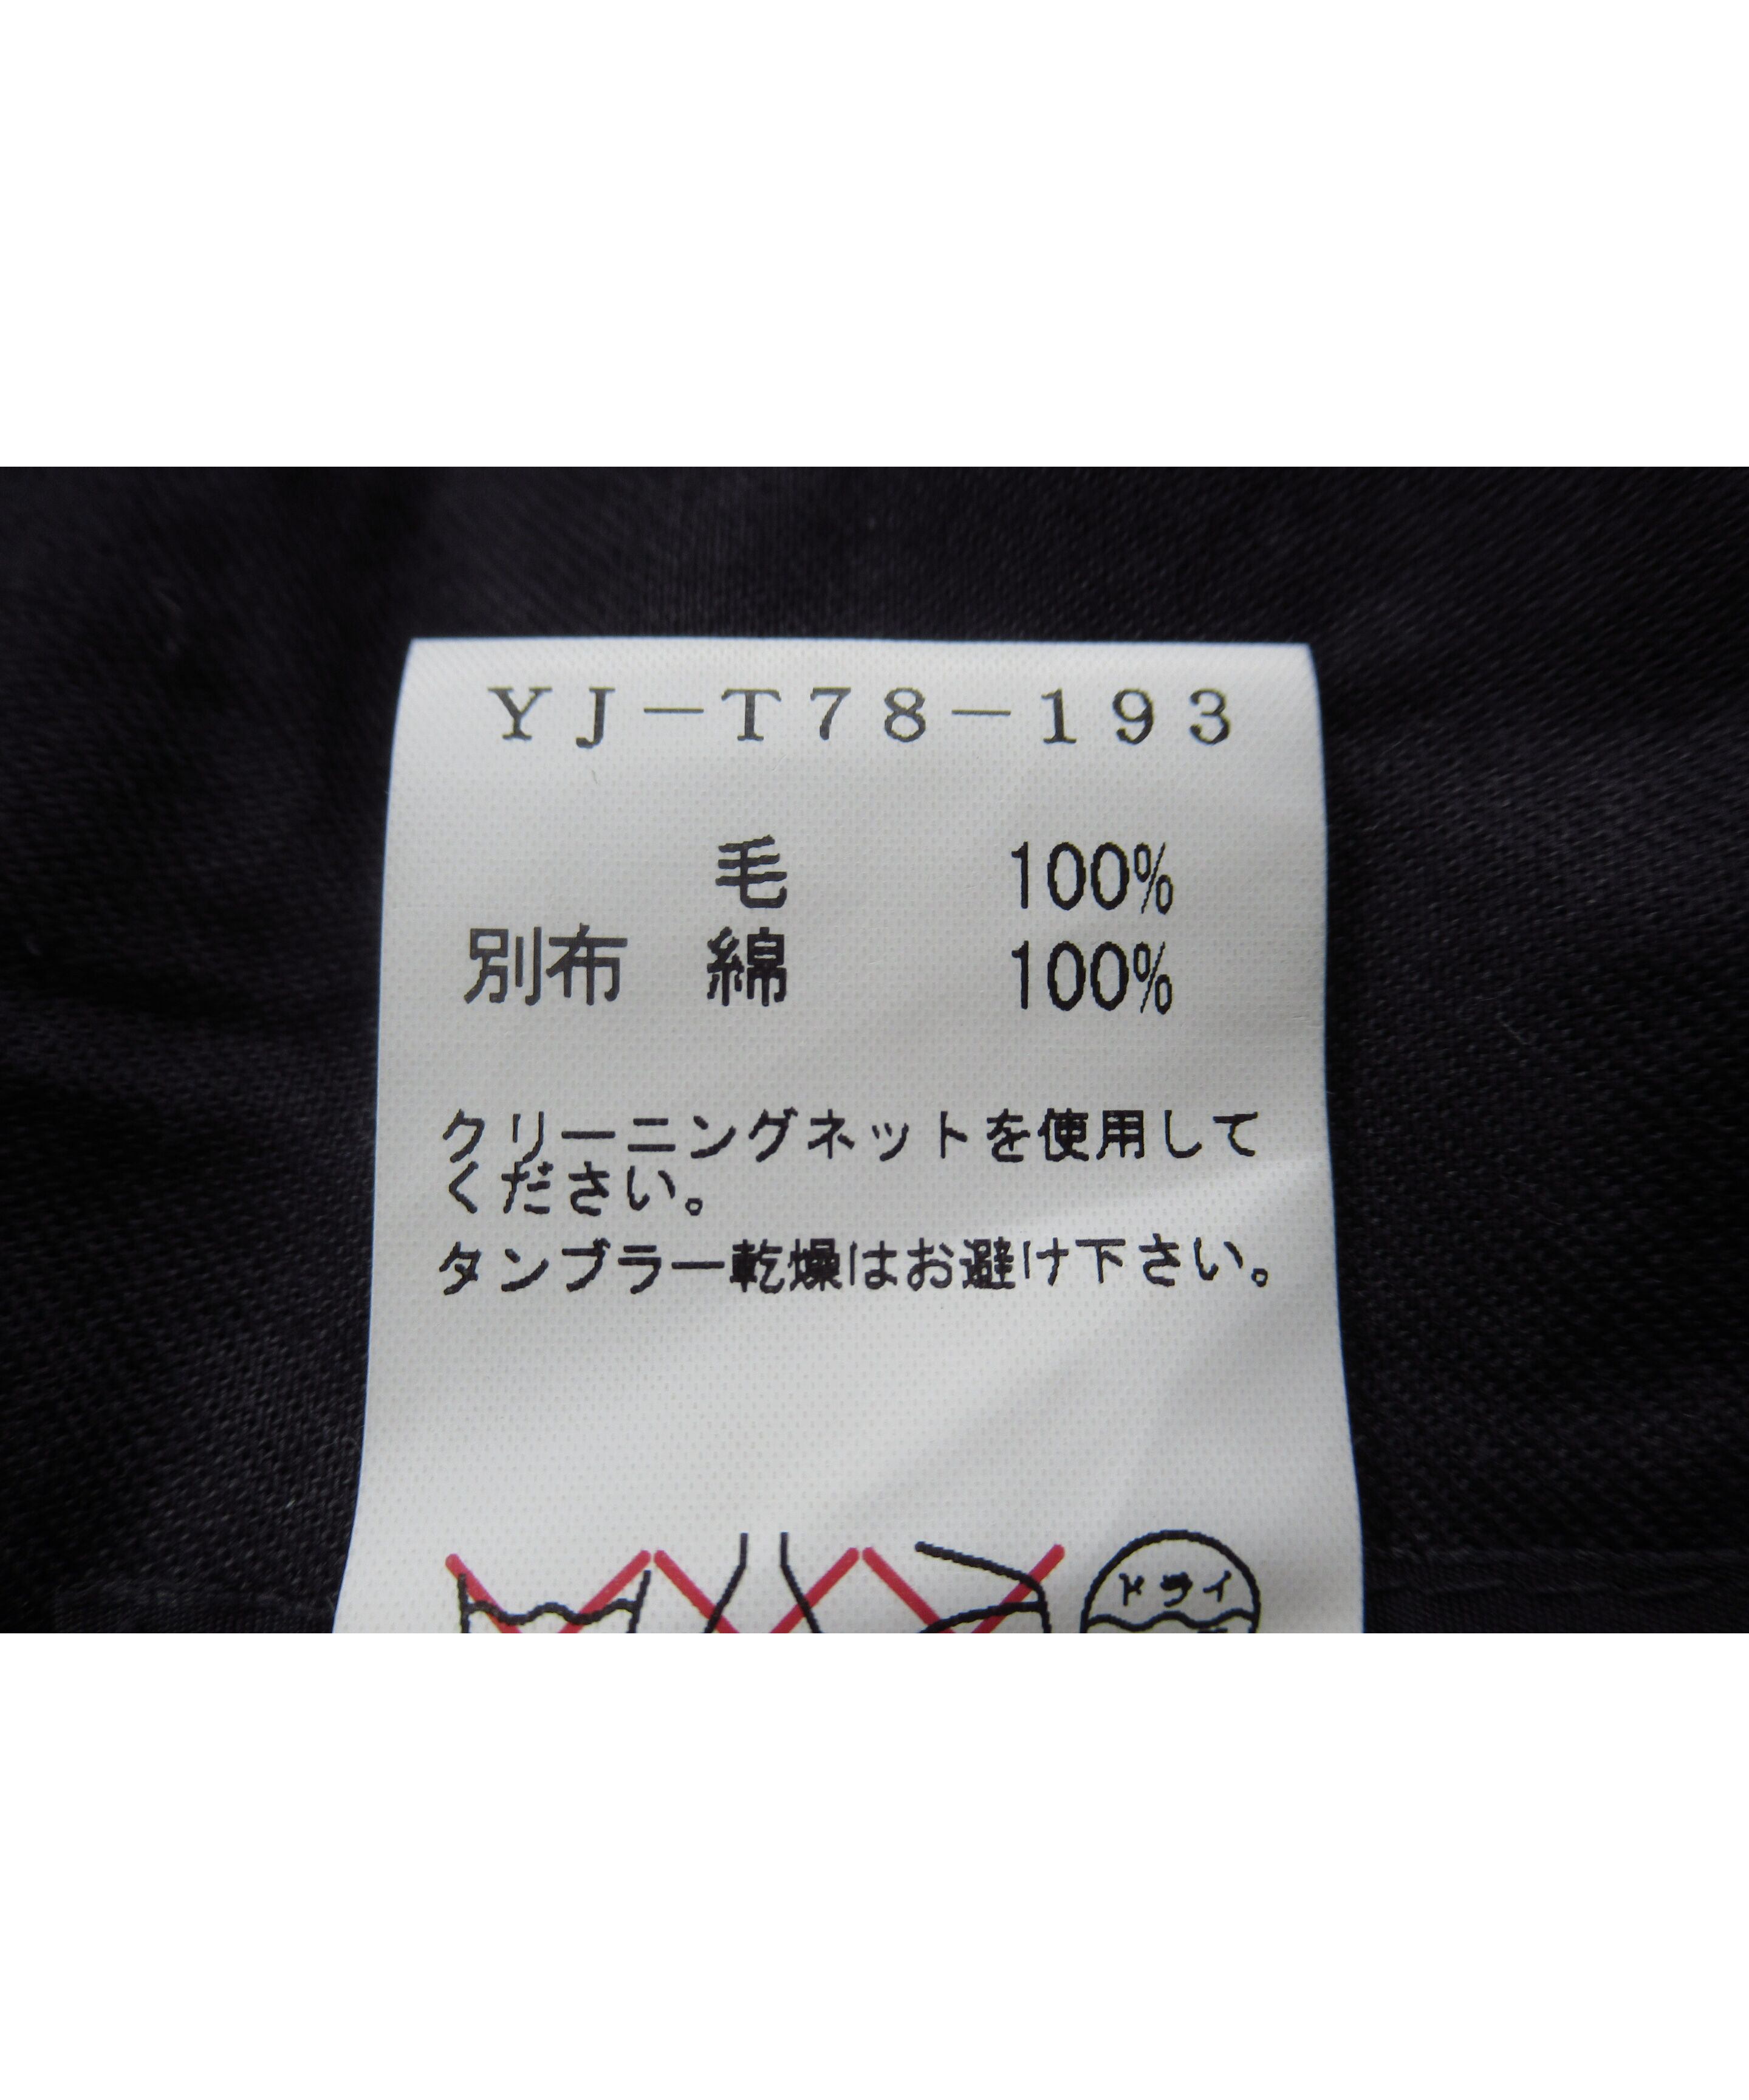 YJ-T78-193
毛 100%
別布 綿 100%
クリーニングネットを使用して
ください。
タンブラー乾燥はお避け下さい。
ドライ